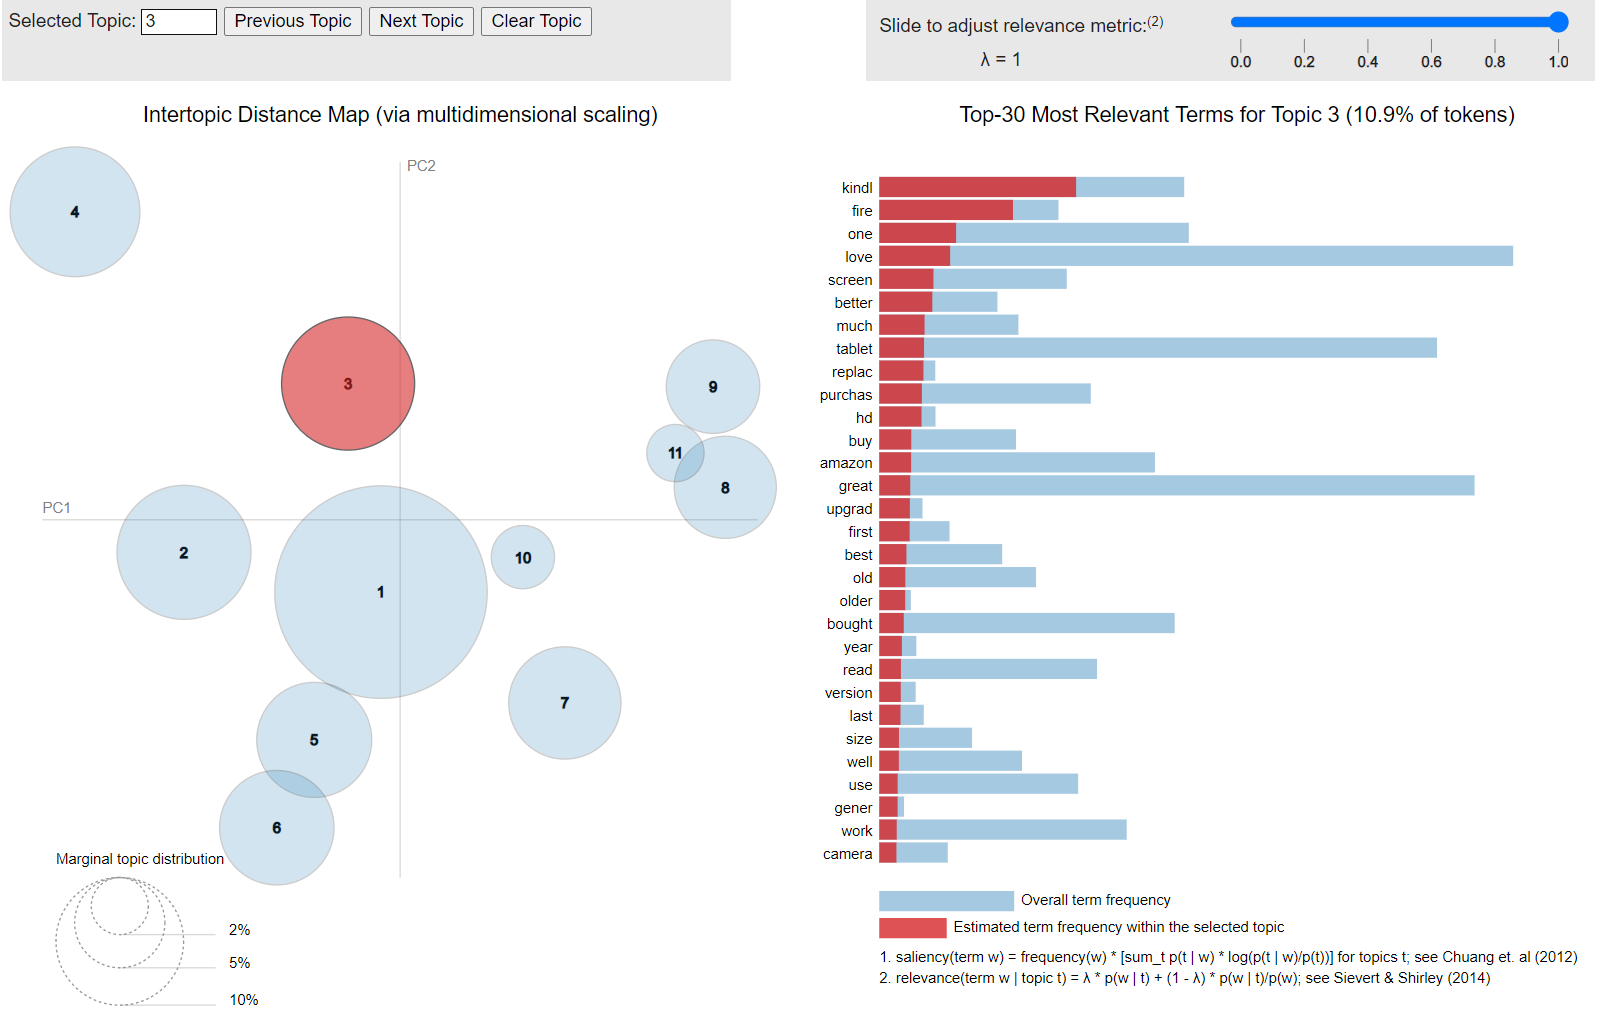 Selected Topic: 3 Previous Topic Next Topic Clear Topic
Slide to adjust relevance metric:(2)
λ = 1
0.0 0.2 0.4 0.6 0.8 1.0
Intertopic Distance Map (via multidimensional scaling)
PC2
PC1
4
3
9
11
8
2
10
1
7
5
6
Marginal topic distribution
2%
5%
10%
Top-30 Most Relevant Terms for Topic 3 (10.9% of tokens)
kindl
fire
one
love
screen
better
much
tablet
replac
purchas
hd
buy
amazon
great
upgrad
first
best
old
older
bought
year
read
version
last
size
well
use
gener
work
camera
Overall term frequency
Estimated term frequency within the selected topic
1. saliency(term w) = frequency(w) * [sum_t p(t | w) * log(p(t | w)/p(t))] for topics t; see Chuang et. al (2012)
2. relevance(term w | topic t) = λ * p(w | t) + (1 - λ) * p(w | t)/p(w); see Sievert & Shirley (2014)